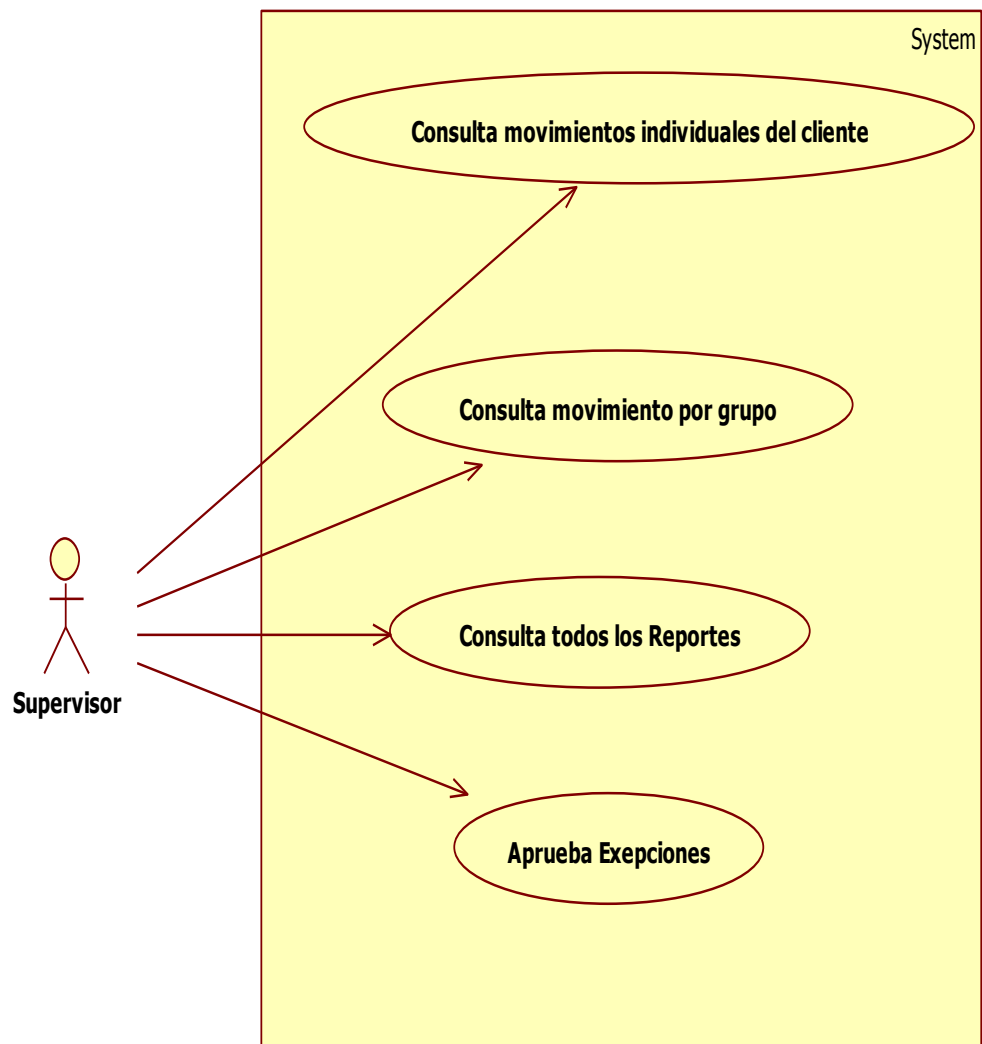 System
Consulta movimientos individuales del cliente
Consulta movimiento por grupo
Consulta todos los Reportes
Supervisor
Aprueba Exepciones